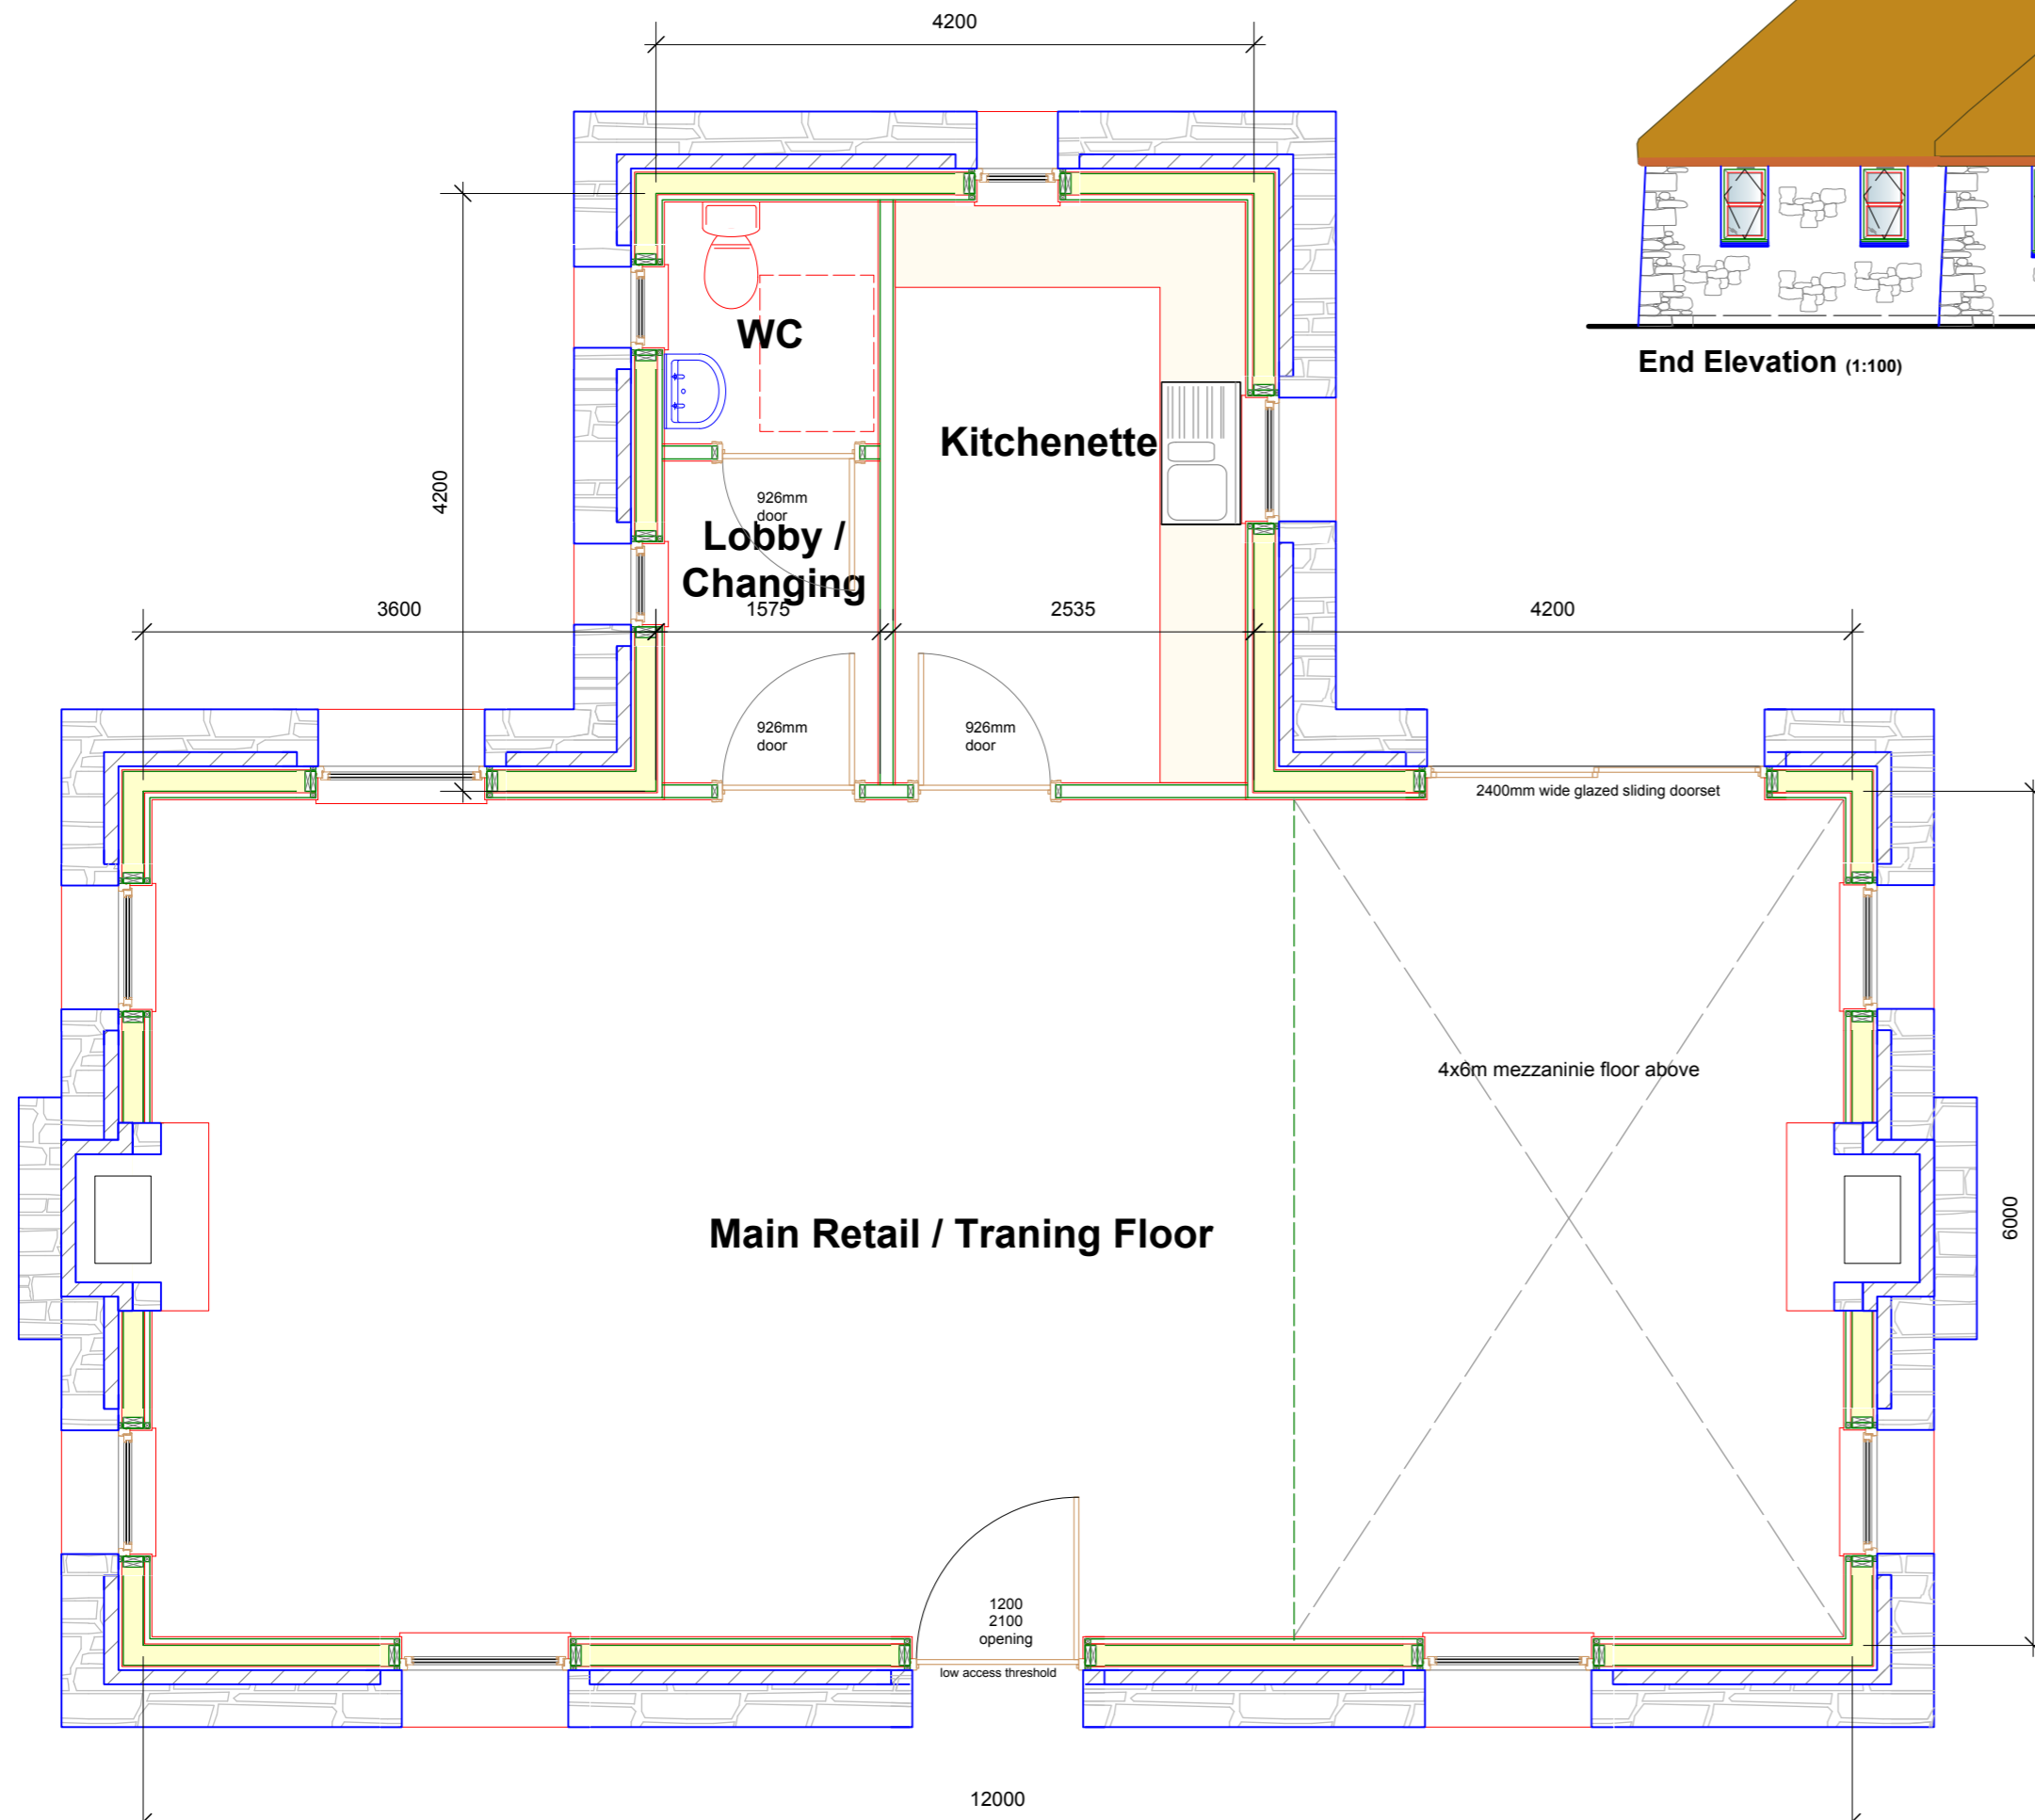 4200
End Elevation (1:100)
WC
Kitchenette
4200
926mm
door
Lobby /
Changing
3600
1575
2535
4200
926mm
door
926mm
door
2400mm wide glazed sliding doorset
4x6m mezzaninie floor above
6000
Main Retail / Traning Floor
1200
2100
opening
low access threshold
12000